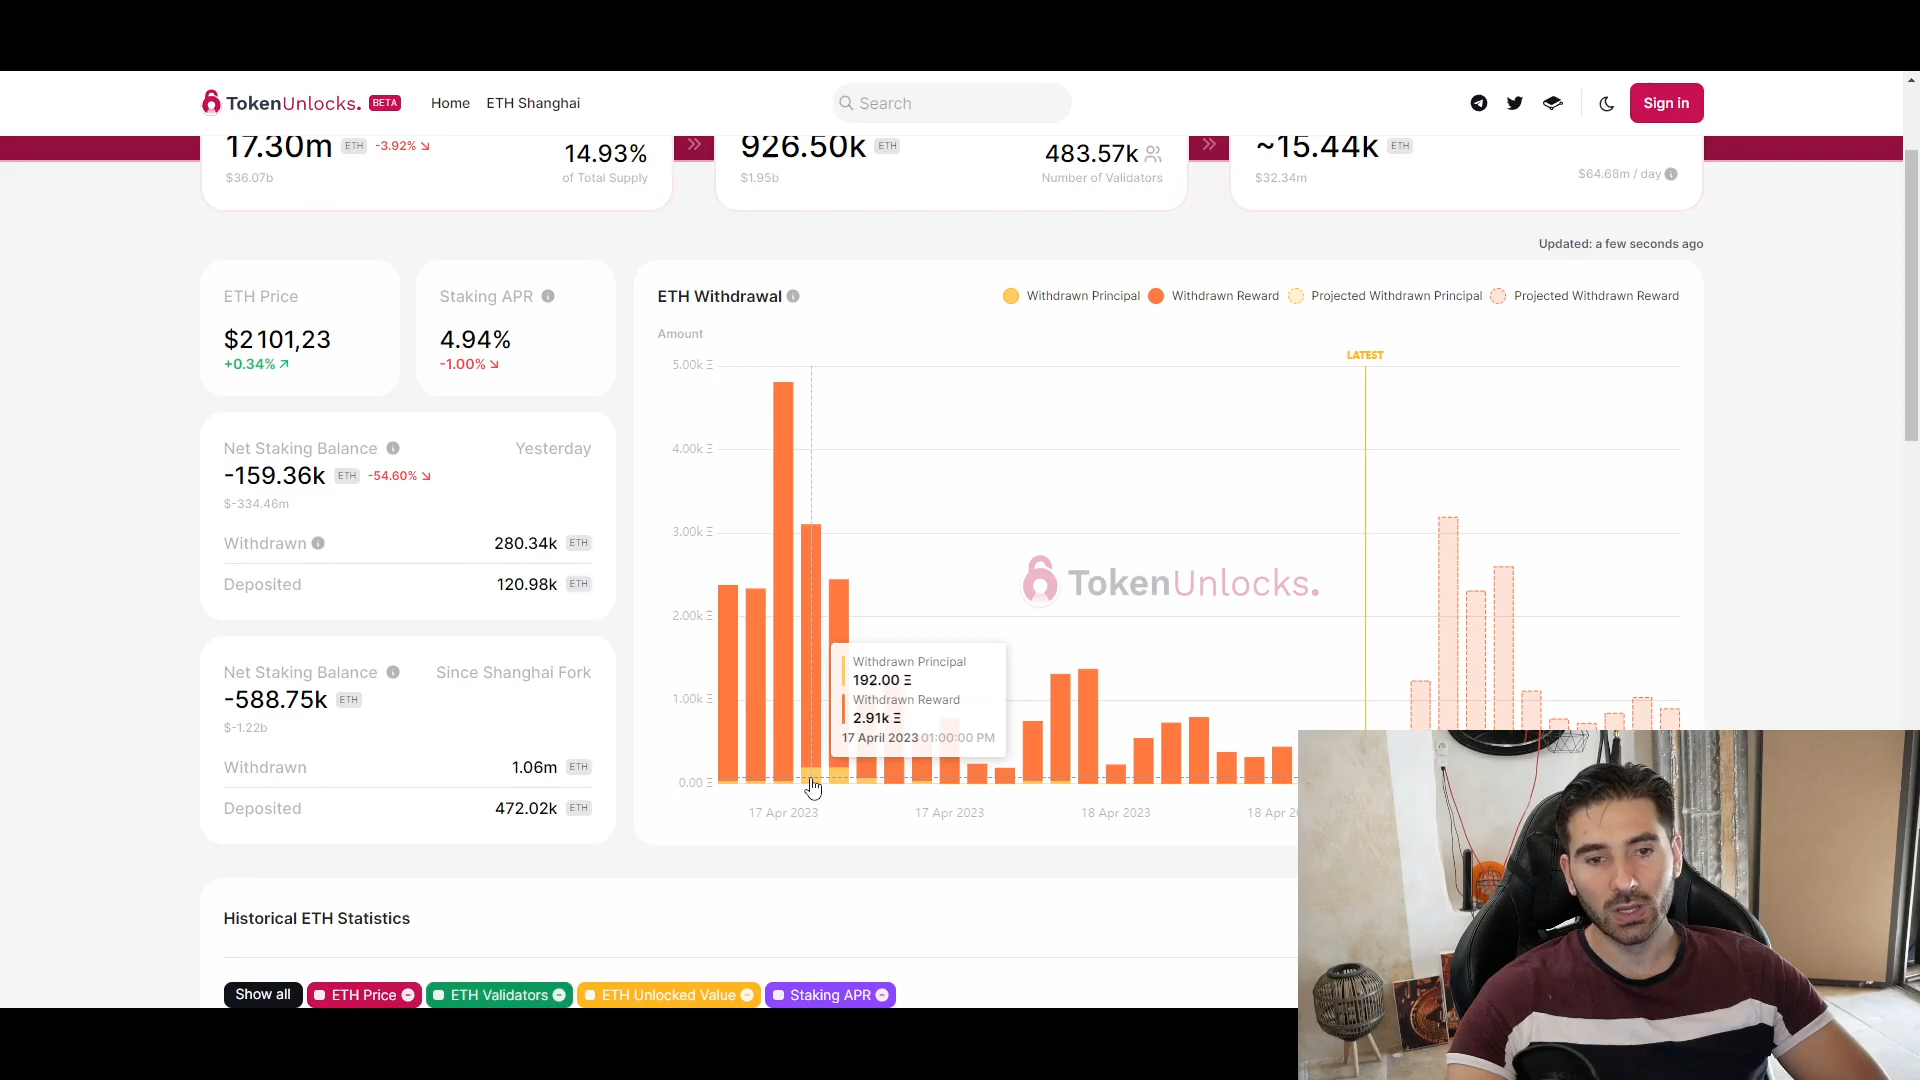 TokenUnlocks. BETA Home ETH Shanghai Search Sign in
17.30m ETH -3.92%
$36.07b
14.93%
of Total Supply
926.50k ETH
$1.95b
483.57k
Number of Validators
~15.44k ETH
$32.34m
$64.68m / day
Updated: a few seconds ago
ETH Price
$2 101,23
+0.34%
Staking APR
4.94%
-1.00%
Net Staking Balance Yesterday
-159.36k ETH -54.60%
$-334.46m
Withdrawn 280.34k ETH
Deposited 120.98k ETH
Net Staking Balance Since Shanghai Fork
-588.75k ETH
$-1.22b
Withdrawn 1.06m ETH
Deposited 472.02k ETH
ETH Withdrawal
Withdrawn Principal Withdrawn Reward Projected Withdrawn Principal Projected Withdrawn Reward
Amount
LATEST
5.00k Ξ
4.00k Ξ
3.00k Ξ
2.00k Ξ
1.00k Ξ
0.00 Ξ
TokenUnlocks.
Withdrawn Principal
192.00 Ξ
Withdrawn Reward
2.91k Ξ
17 April 2023 01:00:00 PM
17 Apr 2023 17 Apr 2023 18 Apr 2023 18 Apr 2
Historical ETH Statistics
Show all ETH Price ETH Validators ETH Unlocked Value Staking APR